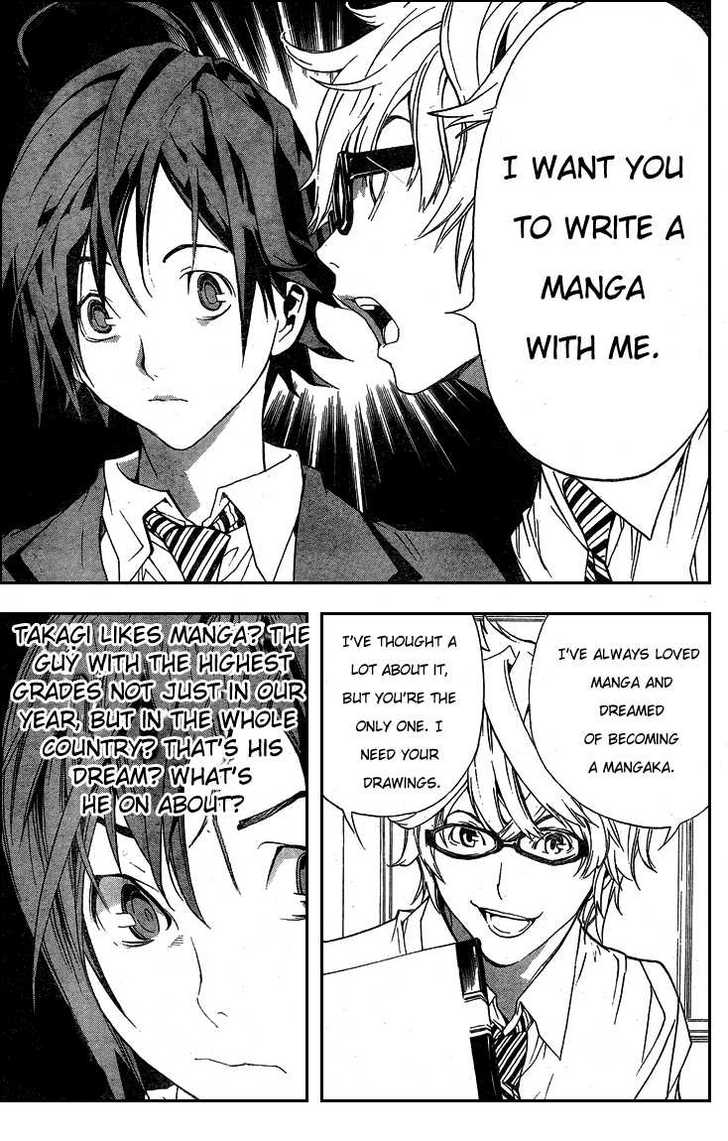 I WANT YOU
TO WRITE A
MANGA
WITH ME.
I'VE ALWAYS LOVED
MANGA AND
DREAMED
OF BECOMING
A MANGAKA.
I'VE THOUGHT A
LOT ABOUT IT,
BUT YOU'RE THE
ONLY ONE. I
NEED YOUR
DRAWINGS.
TAKAGI LIKES MANGA? THE
GUY WITH THE HIGHEST
GRADES NOT JUST IN OUR
YEAR, BUT IN THE WHOLE
COUNTRY? THAT'S HIS
DREAM? WHAT'S
HE ON ABOUT?